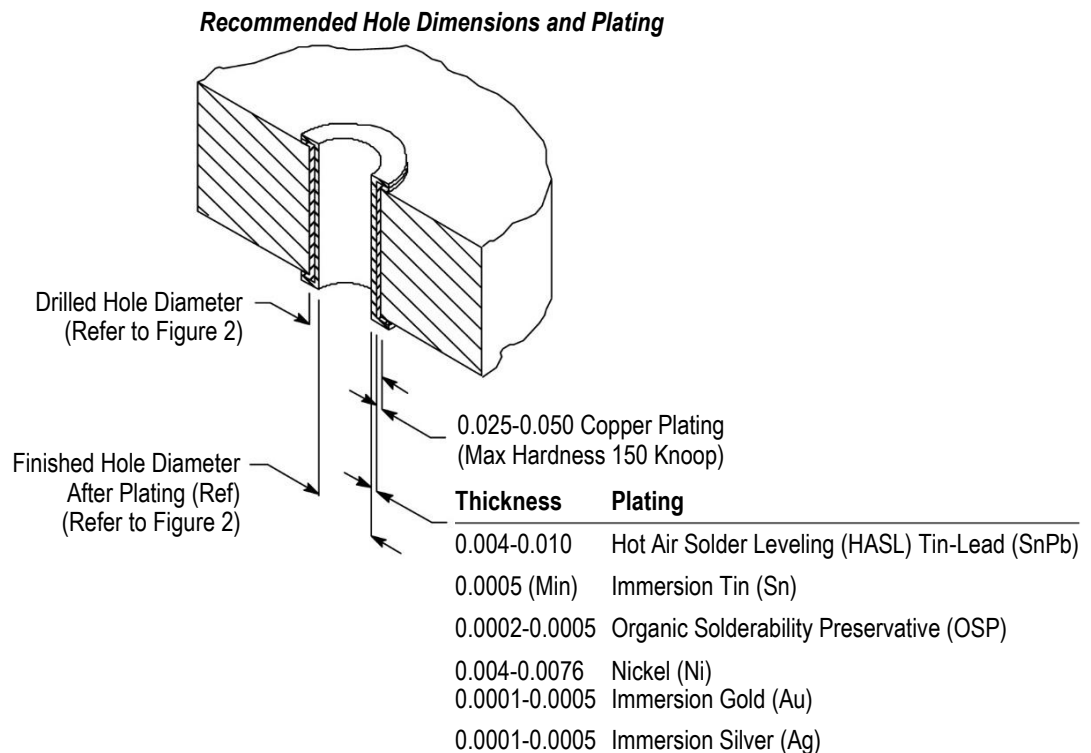 Recommended Hole Dimensions and Plating
Drilled Hole Diameter
(Refer to Figure 2)
0.025-0.050 Copper Plating
(Max Hardness 150 Knoop)
Finished Hole Diameter
After Plating (Ref)
(Refer to Figure 2)
Thickness Plating
0.004-0.010 Hot Air Solder Leveling (HASL) Tin-Lead (SnPb)
0.0005 (Min) Immersion Tin (Sn)
0.0002-0.0005 Organic Solderability Preservative (OSP)
0.004-0.0076 Nickel (Ni)
0.0001-0.0005 Immersion Gold (Au)
0.0001-0.0005 Immersion Silver (Ag)